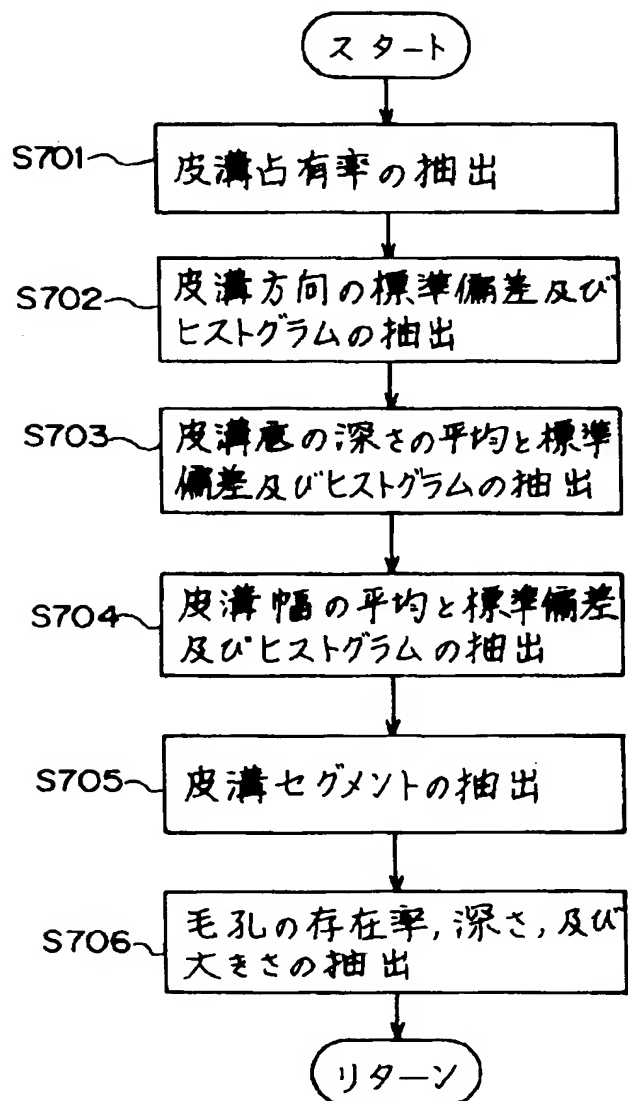 スタート
S701
皮溝占有率の抽出
S702
皮溝方向の標準偏差及び
ヒストグラムの抽出
S703
皮溝底の深さの平均と標準
偏差及びヒストグラムの抽出
S704
皮溝幅の平均と標準偏差
及びヒストグラムの抽出
S705
皮溝セグメントの抽出
S706
毛孔の存在率,深さ,及び
大きさの抽出
リターン